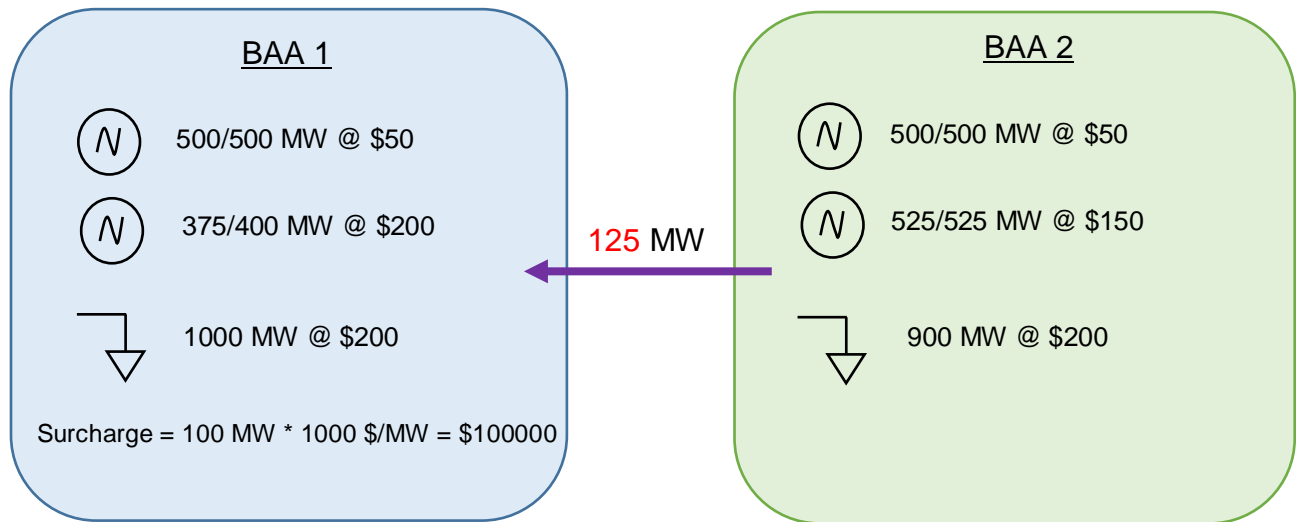 BAA 1
500/500 MW @ $50
375/400 MW @ $200
1000 MW @ $200
Surcharge = 100 MW * 1000 $/MW = $100000
125 MW
BAA 2
500/500 MW @ $50
525/525 MW @ $150
900 MW @ $200